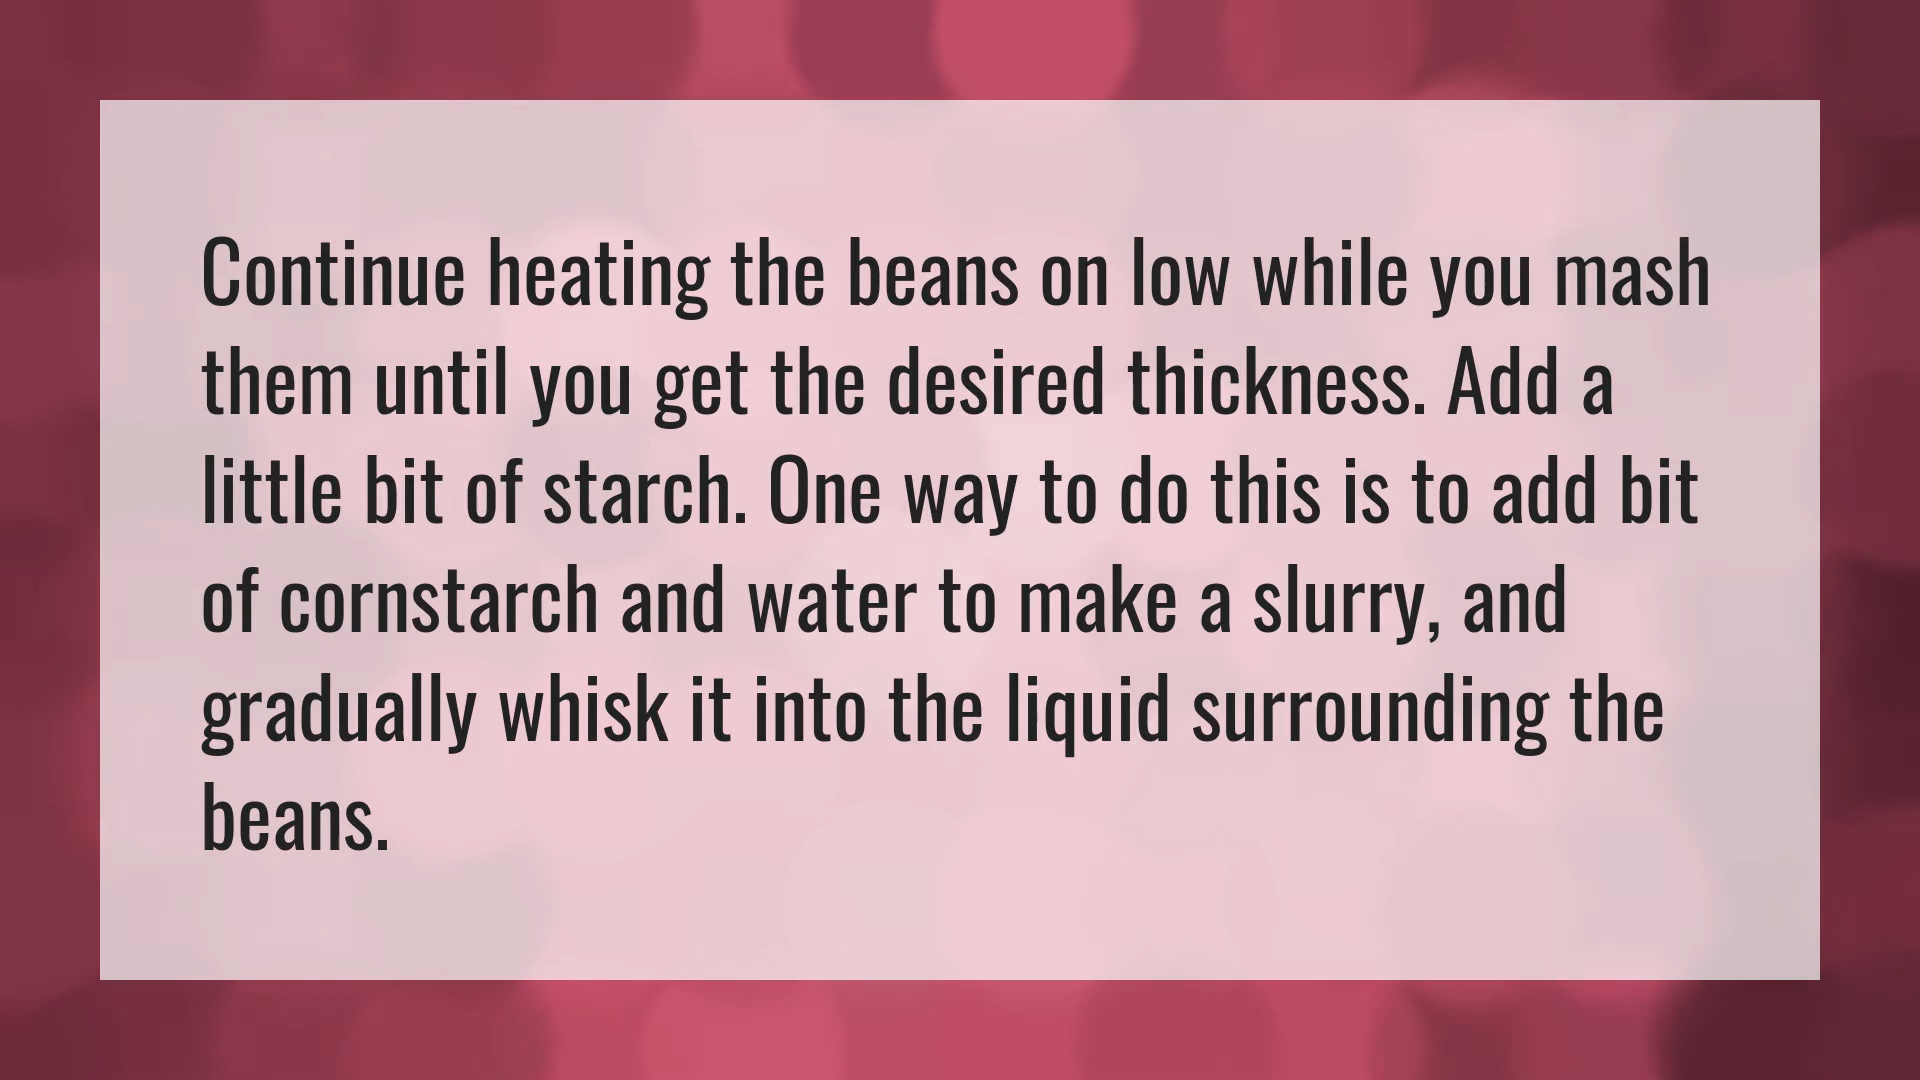 Continue heating the beans on low while you mash
them until you get the desired thickness. Add a
little bit of starch. One way to do this is to add bit
of cornstarch and water to make a slurry, and
gradually whisk it into the liquid surrounding the
beans.